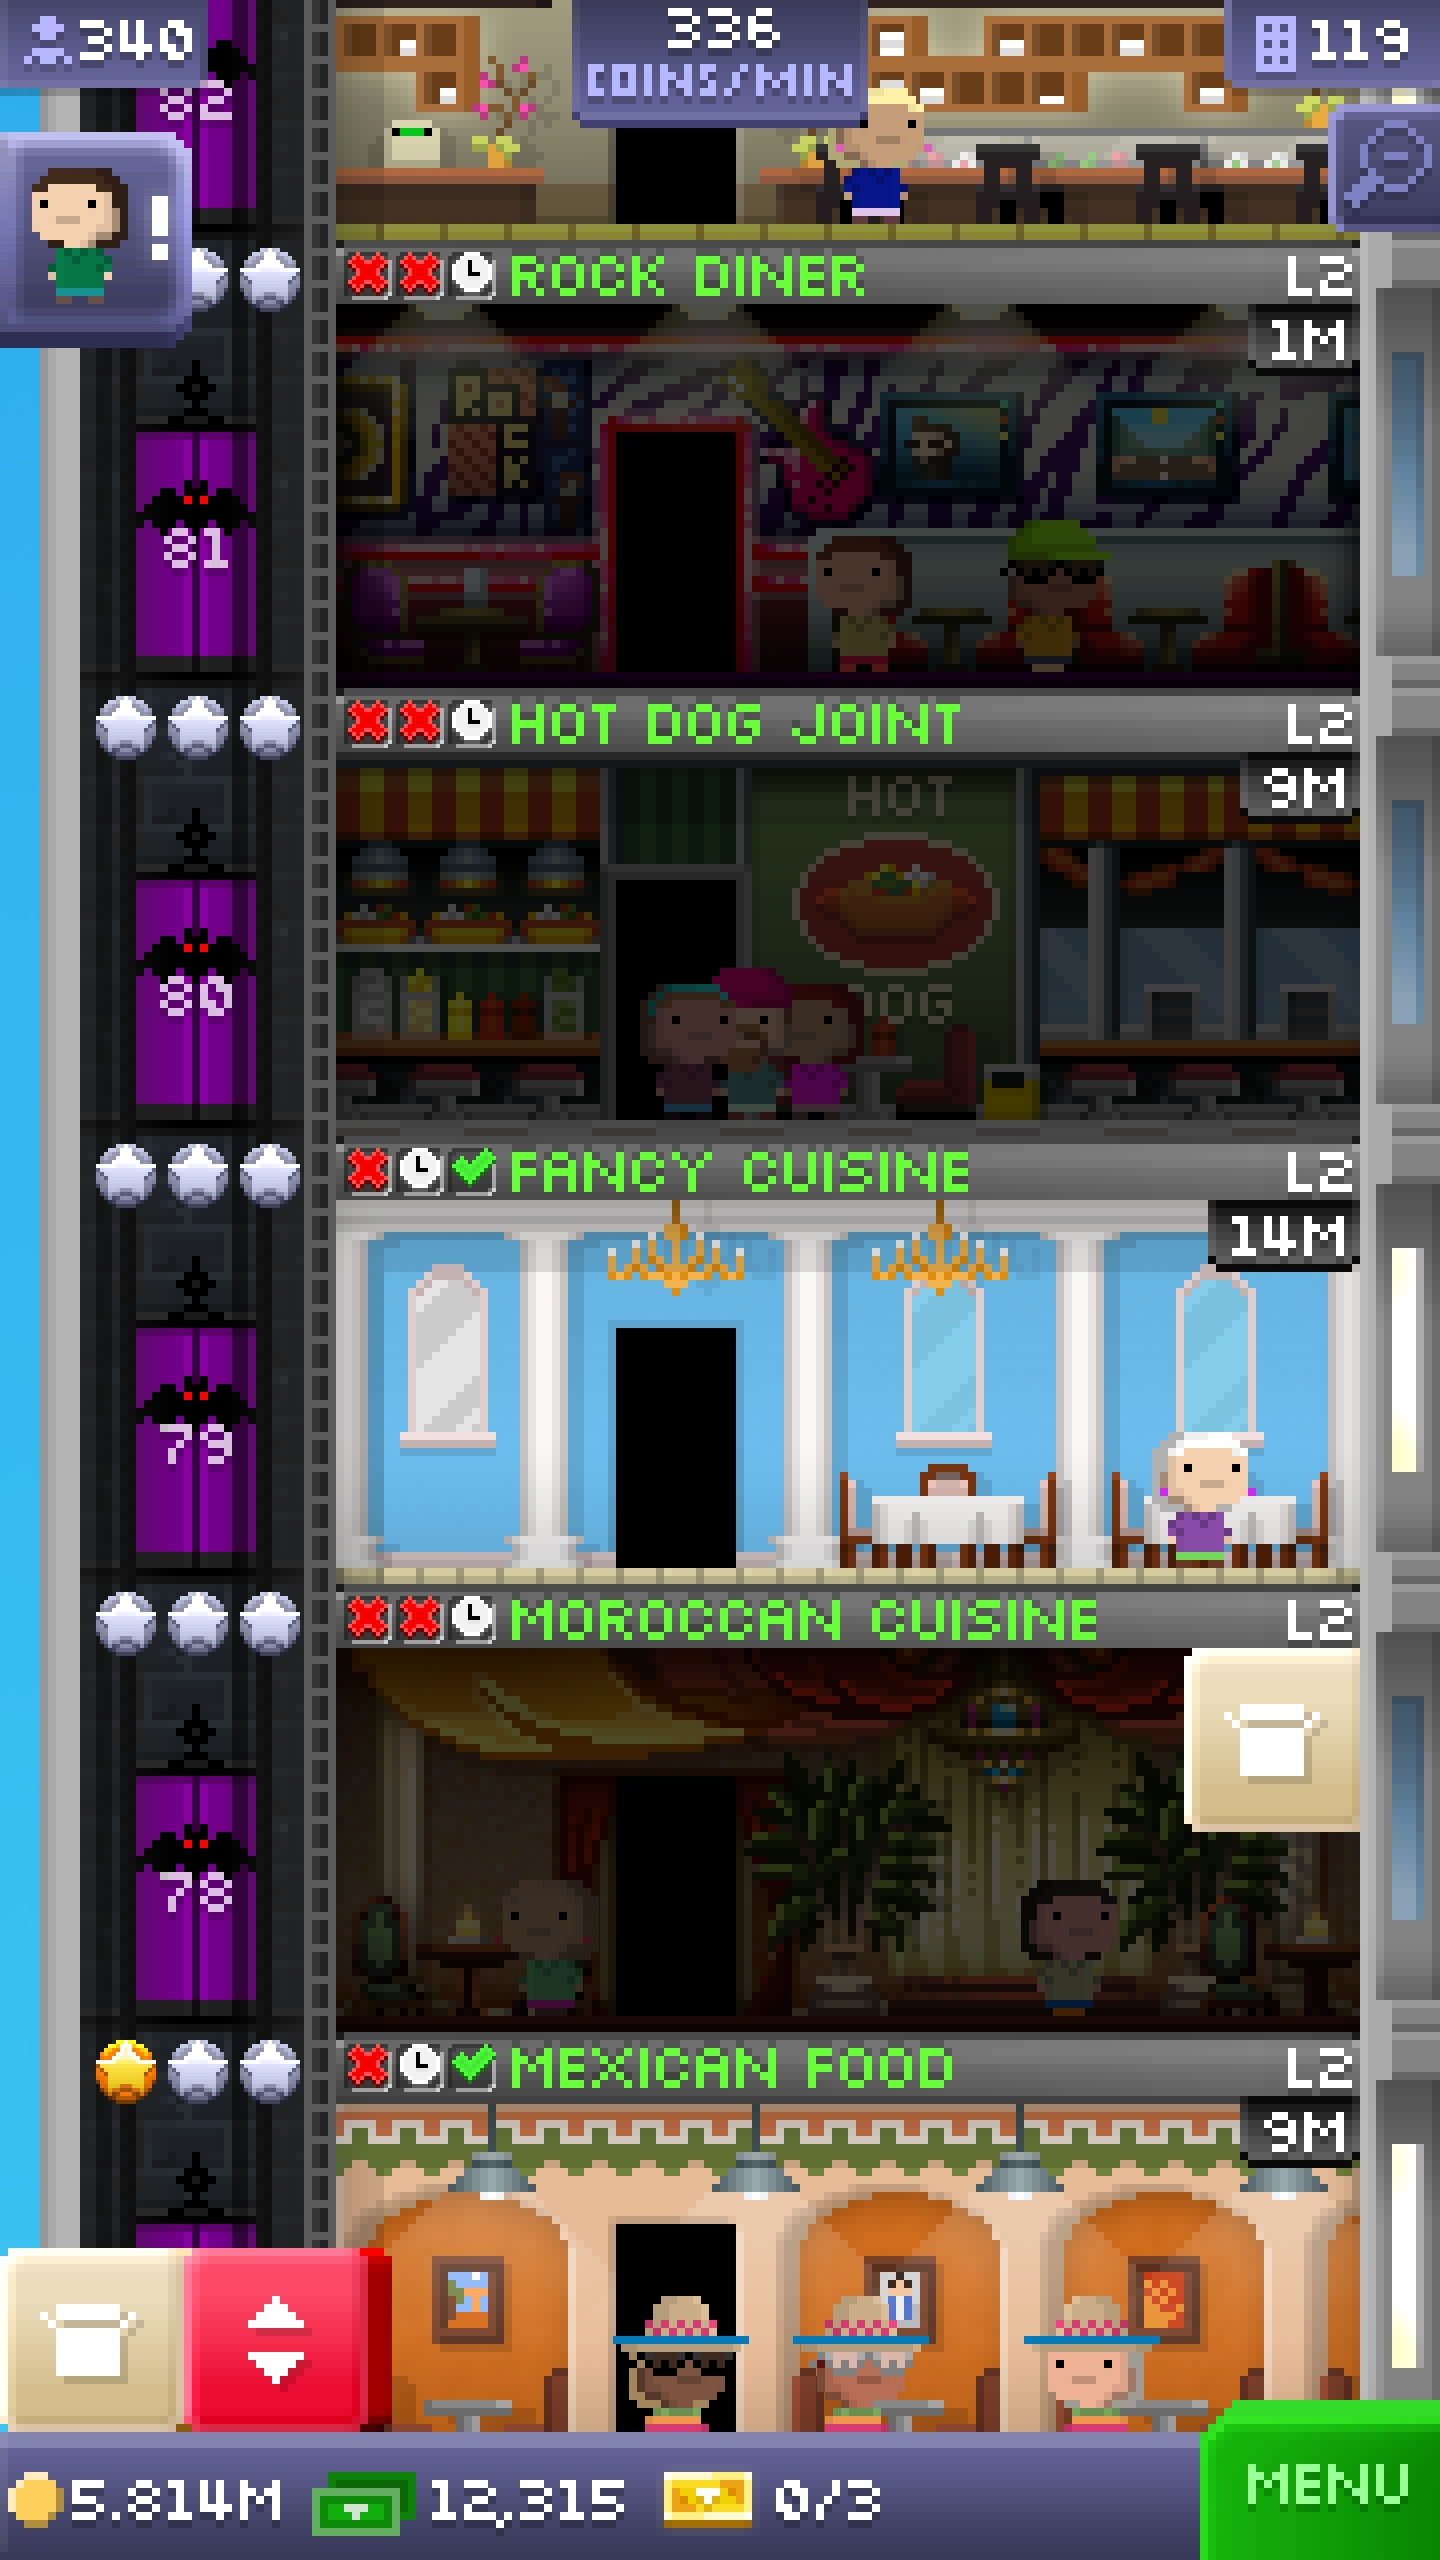 340
336
COINS/MIN
119
82
!
ROCK DINER
L2
1M
ROCK
81
HOT DOG JOINT
L2
9M
HOT
DOG
80
FANCY CUISINE
L2
14M
79
MOROCCAN CUISINE
L2
78
MEXICAN FOOD
L2
9M
5.814M
12,315
0/3
MENU